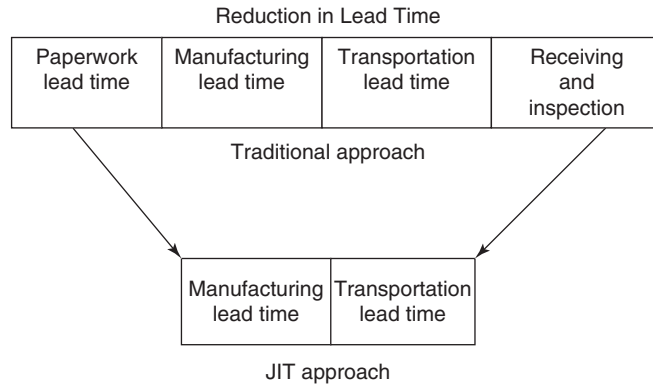 Reduction in Lead Time
Paperwork
lead time
Manufacturing
lead time
Transportation
lead time
Receiving
and
inspection
Traditional approach
Manufacturing
lead time
Transportation
lead time
JIT approach